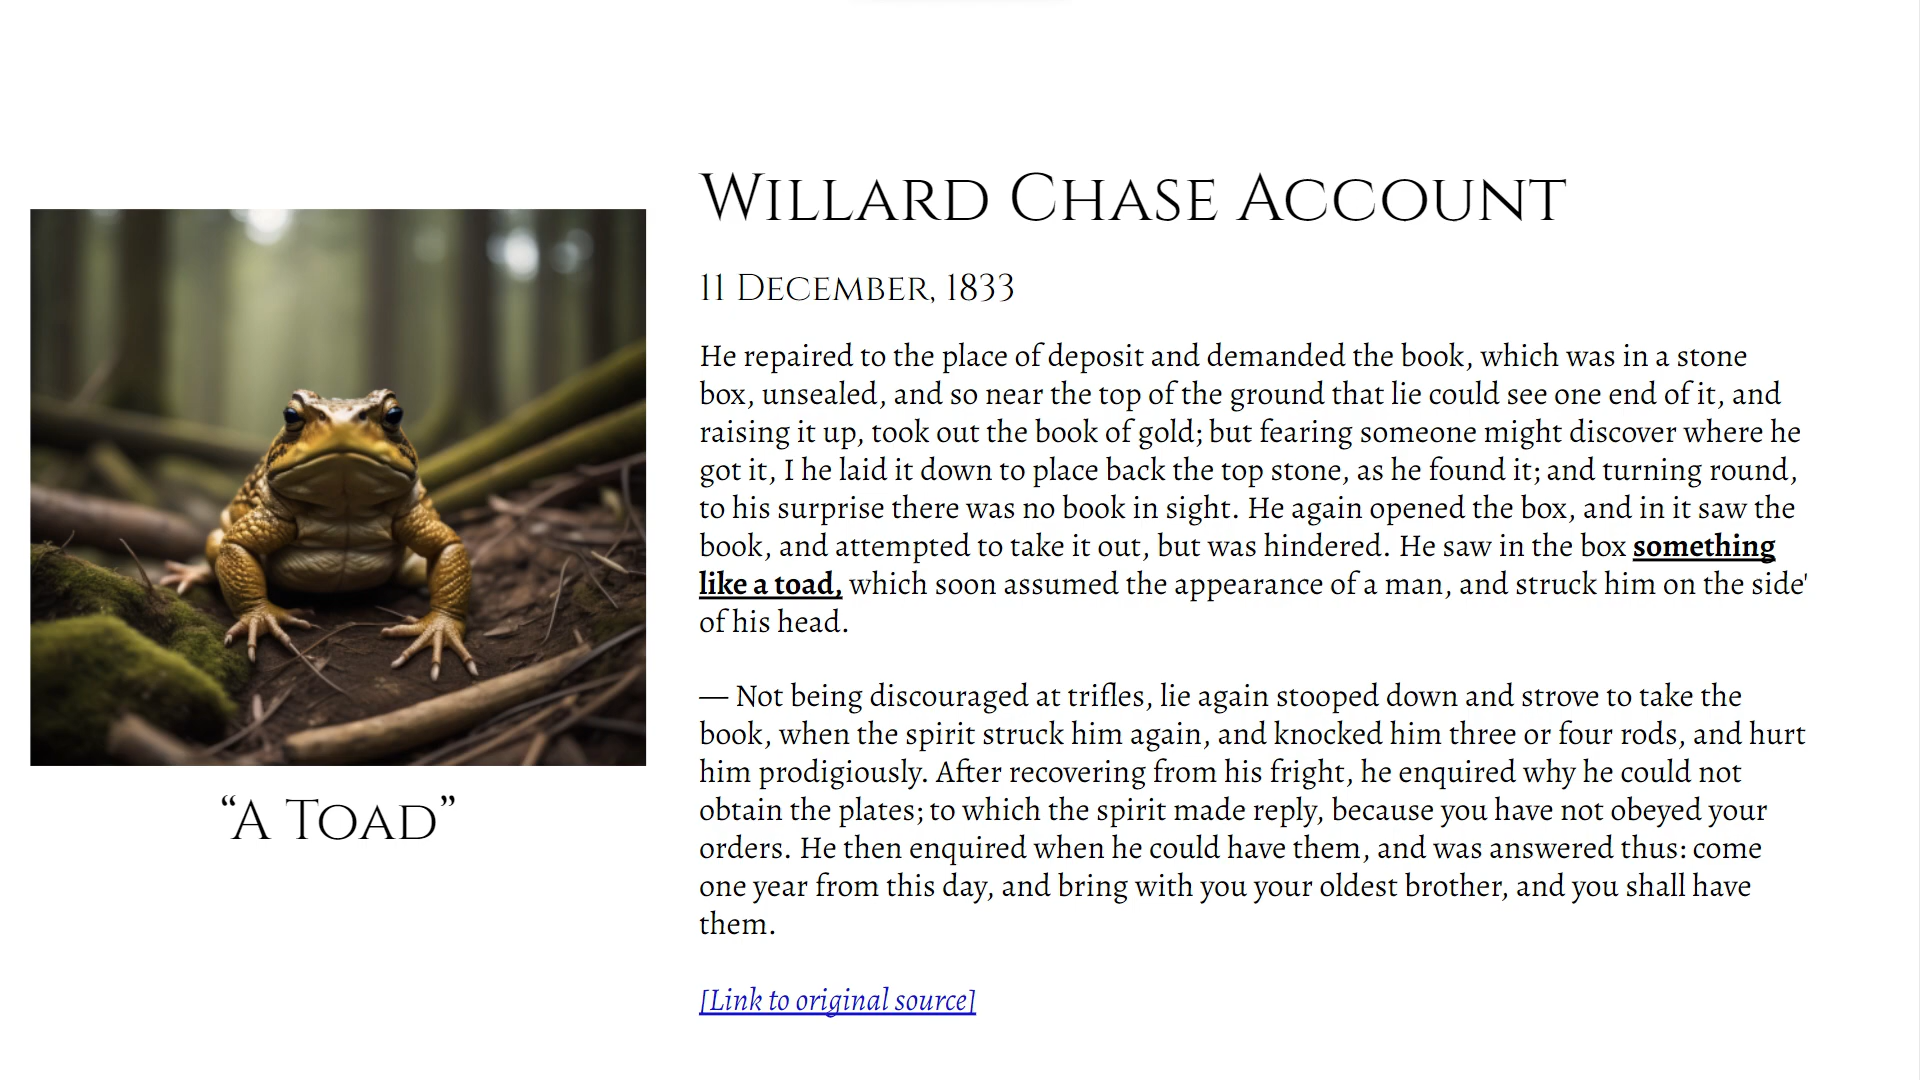 Willard Chase Account
11 December, 1833
He repaired to the place of deposit and demanded the book, which was in a stone
box, unsealed, and so near the top of the ground that lie could see one end of it, and
raising it up, took out the book of gold; but fearing someone might discover where he
got it, I he laid it down to place back the top stone, as he found it; and turning round,
to his surprise there was no book in sight. He again opened the box, and in it saw the
book, and attempted to take it out, but was hindered. He saw in the box something
like a toad, which soon assumed the appearance of a man, and struck him on the side'
of his head.
— Not being discouraged at trifles, lie again stooped down and strove to take the
book, when the spirit struck him again, and knocked him three or four rods, and hurt
him prodigiously. After recovering from his fright, he enquired why he could not
obtain the plates; to which the spirit made reply, because you have not obeyed your
orders. He then enquired when he could have them, and was answered thus: come
one year from this day, and bring with you your oldest brother, and you shall have
them.
[Link to original source]
“A Toad”